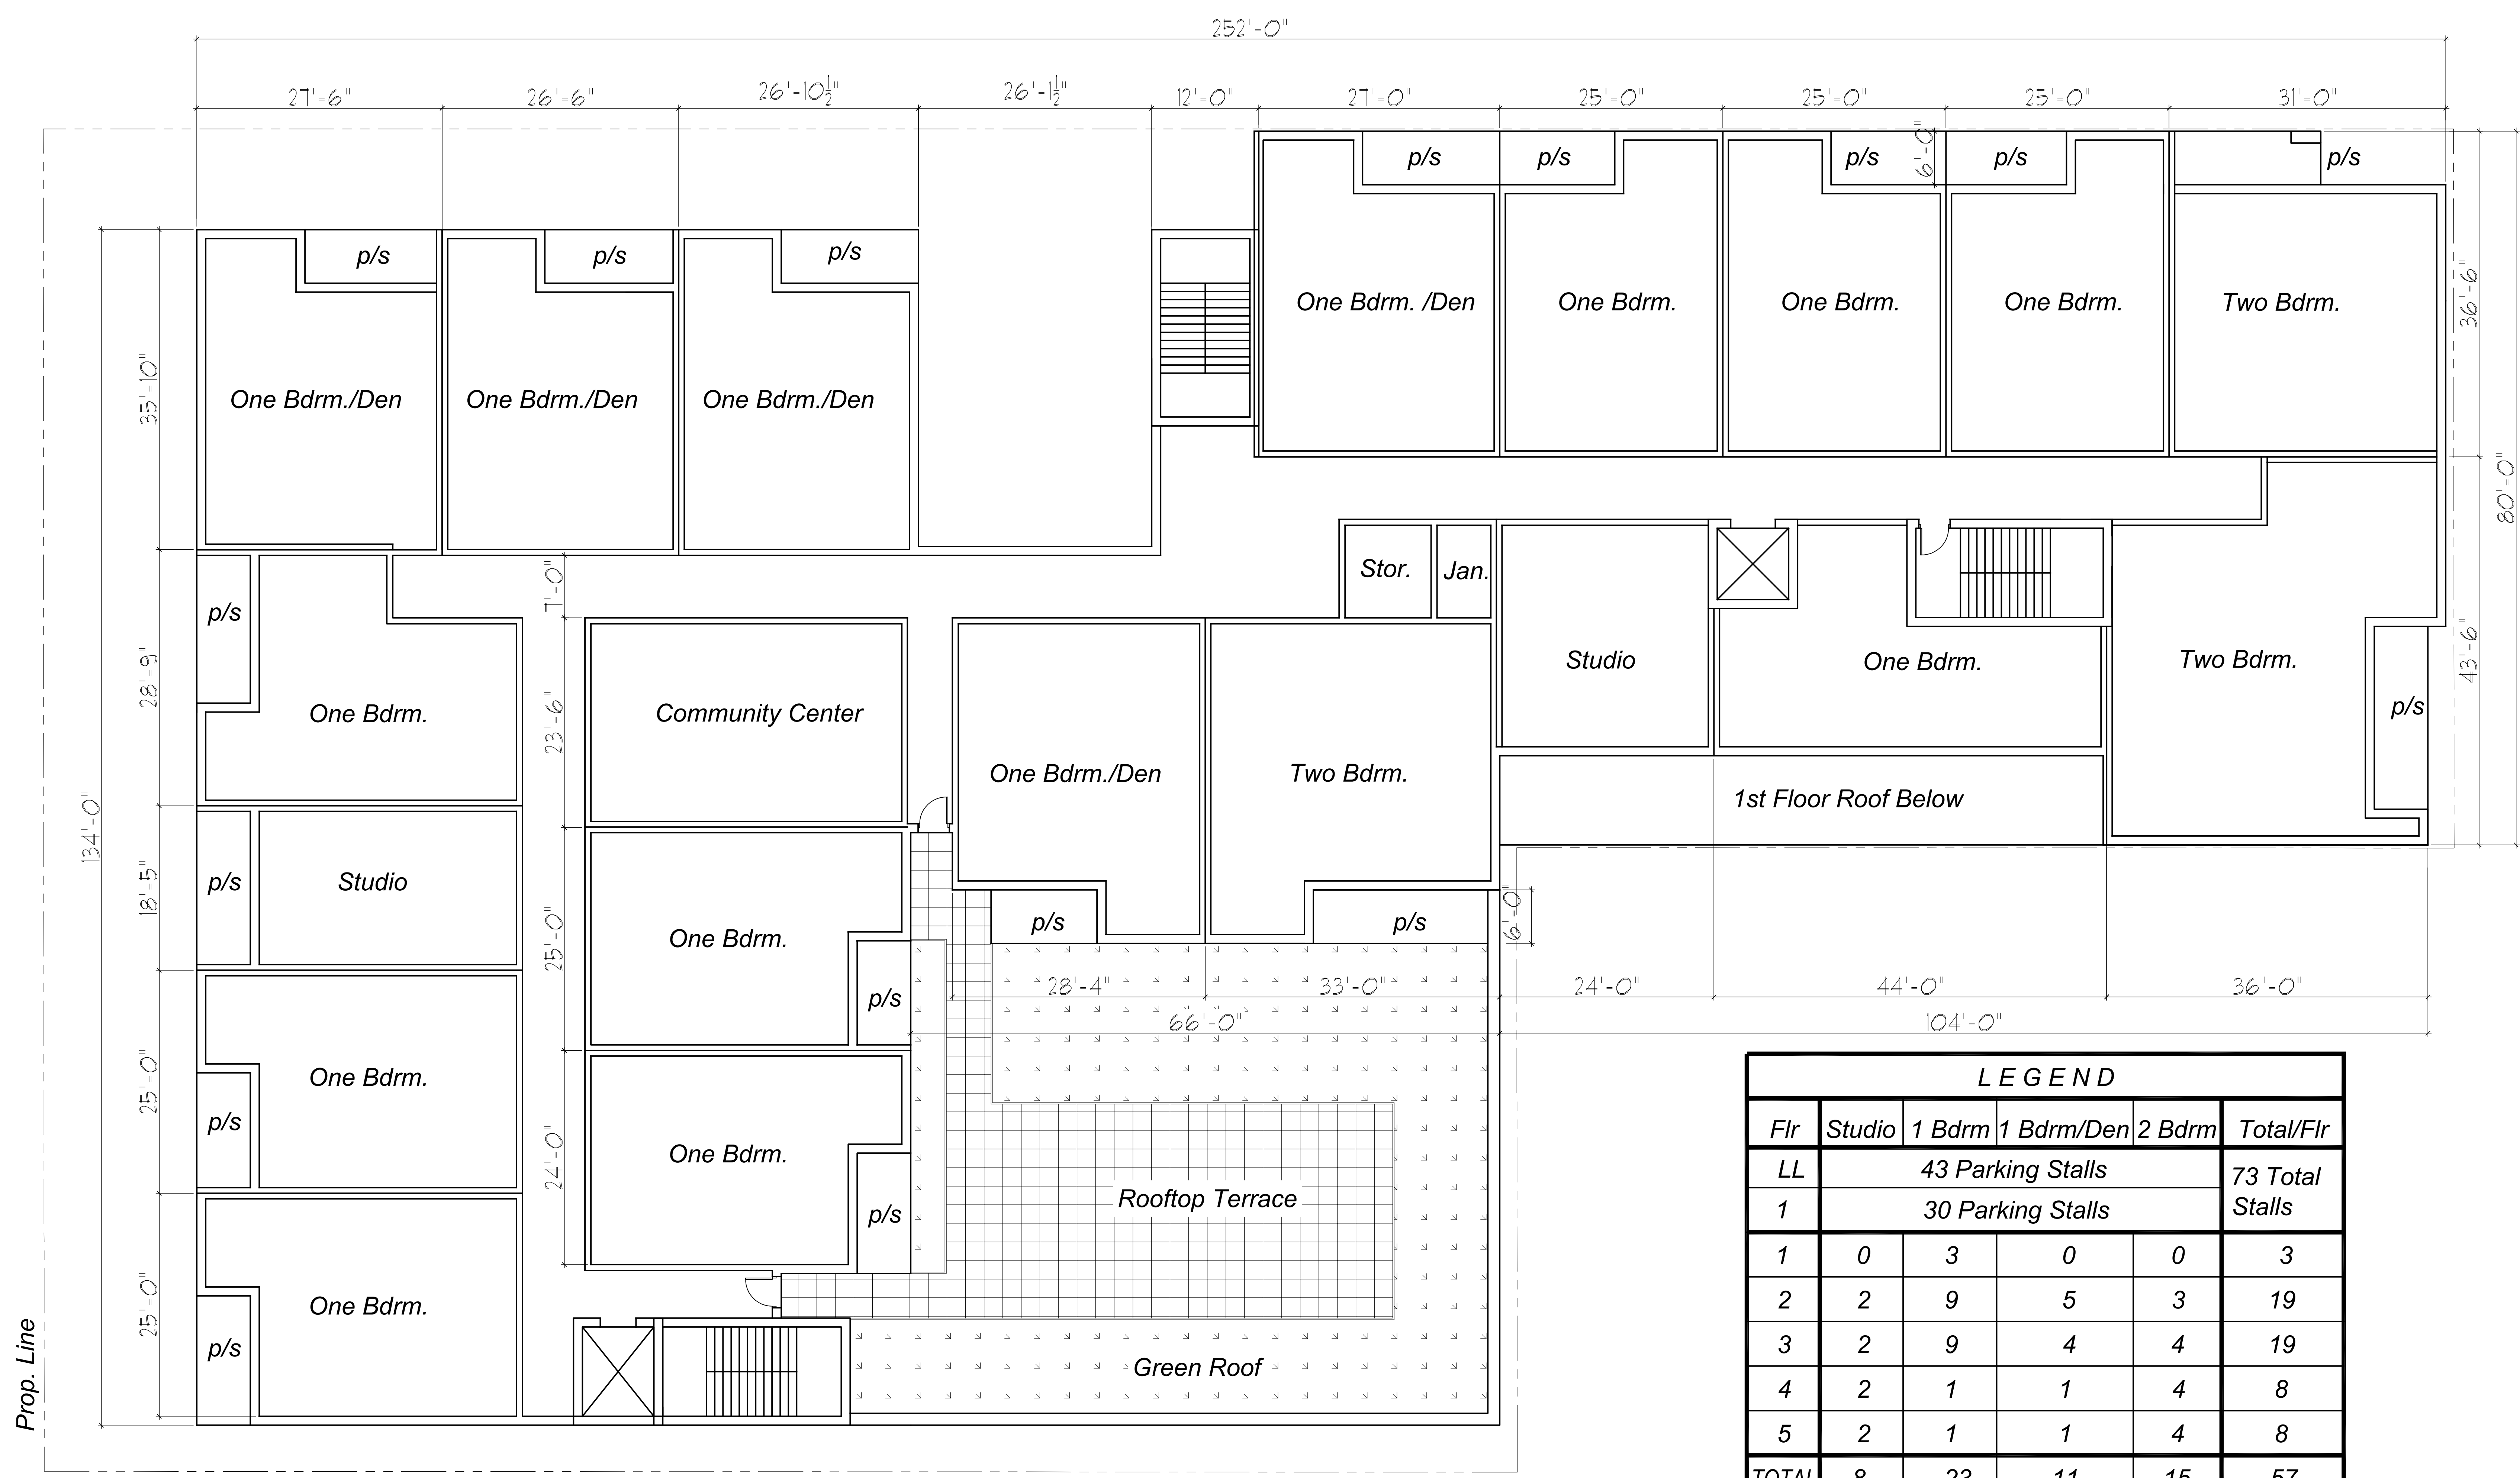 252'-0"
27'-6" 26'-6" 26'-10½" 26'-1½" 12'-0" 27'-0" 25'-0" 25'-0" 25'-0" 31'-0"
p/s p/s p/s p/s p/s
6'-0"
p/s p/s p/s
36'-6"
One Bdrm. /Den One Bdrm. One Bdrm. One Bdrm. Two Bdrm.
35'-10"
One Bdrm./Den One Bdrm./Den One Bdrm./Den
80'-0"
Stor. Jan.
7'-0"
p/s
28'-9"
Studio One Bdrm. Two Bdrm.
43'-6"
p/s
One Bdrm.
23'-6"
Community Center
One Bdrm./Den Two Bdrm.
1st Floor Roof Below
134'-0"
18'-5"
p/s Studio
25'-0"
One Bdrm.
p/s p/s
6'-0"
p/s
28'-4" 33'-0" 24'-0" 44'-0" 36'-0"
66'-0" 104'-0"
25'-0"
One Bdrm.
p/s
24'-0"
One Bdrm.
Rooftop Terrace
p/s
25'-0"
One Bdrm.
p/s
Green Roof
Prop. Line
LEGEND
Flr Studio 1 Bdrm 1 Bdrm/Den 2 Bdrm Total/Flr
LL 43 Parking Stalls 73 Total
1 30 Parking Stalls Stalls
1 0 3 0 0 3
2 2 9 5 3 19
3 2 9 4 4 19
4 2 1 1 4 8
5 2 1 1 4 8
TOTAL 8 23 11 15 57